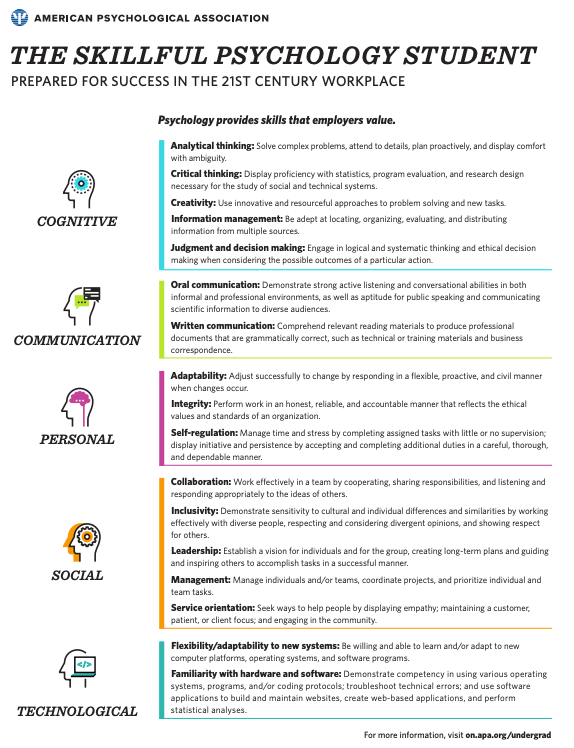 AMERICAN PSYCHOLOGICAL ASSOCIATION
THE SKILLFUL PSYCHOLOGY STUDENT
PREPARED FOR SUCCESS IN THE 21ST CENTURY WORKPLACE
Psychology provides skills that employers value.
COGNITIVE
Analytical thinking: Solve complex problems, attend to details, plan proactively, and display comfort
with ambiguity.
Critical thinking: Display proficiency with statistics, program evaluation, and research design
necessary for the study of social and technical systems.
Creativity: Use innovative and resourceful approaches to problem solving and new tasks.
Information management: Be adept at locating, organizing, evaluating, and distributing
information from multiple sources.
Judgment and decision making: Engage in logical and systematic thinking and ethical decision
making when considering the possible outcomes of a particular action.
COMMUNICATION
Oral communication: Demonstrate strong active listening and conversational abilities in both
informal and professional environments, as well as aptitude for public speaking and communicating
scientific information to diverse audiences.
Written communication: Comprehend relevant reading materials to produce professional
documents that are grammatically correct, such as technical or training materials and business
correspondence.
PERSONAL
Adaptability: Adjust successfully to change by responding in a flexible, proactive, and civil manner
when changes occur.
Integrity: Perform work in an honest, reliable, and accountable manner that reflects the ethical
values and standards of an organization.
Self-regulation: Manage time and stress by completing assigned tasks with little or no supervision;
display initiative and persistence by accepting and completing additional duties in a careful, thorough,
and dependable manner.
SOCIAL
Collaboration: Work effectively in a team by cooperating, sharing responsibilities, and listening and
responding appropriately to the ideas of others.
Inclusivity: Demonstrate sensitivity to cultural and individual differences and similarities by working
effectively with diverse people, respecting and considering divergent opinions, and showing respect
for others.
Leadership: Establish a vision for individuals and for the group, creating long-term plans and guiding
and inspiring others to accomplish tasks in a successful manner.
Management: Manage individuals and/or teams, coordinate projects, and prioritize individual and
team tasks.
Service orientation: Seek ways to help people by displaying empathy; maintaining a customer,
patient, or client focus; and engaging in the community.
</>
TECHNOLOGICAL
Flexibility/adaptability to new systems: Be willing and able to learn and/or adapt to new
computer platforms, operating systems, and software programs.
Familiarity with hardware and software: Demonstrate competency in using various operating
systems, programs, and/or coding protocols; troubleshoot technical errors; and use software
applications to build and maintain websites, create web-based applications, and perform
statistical analyses.
For more information, visit on.apa.org/undergrad